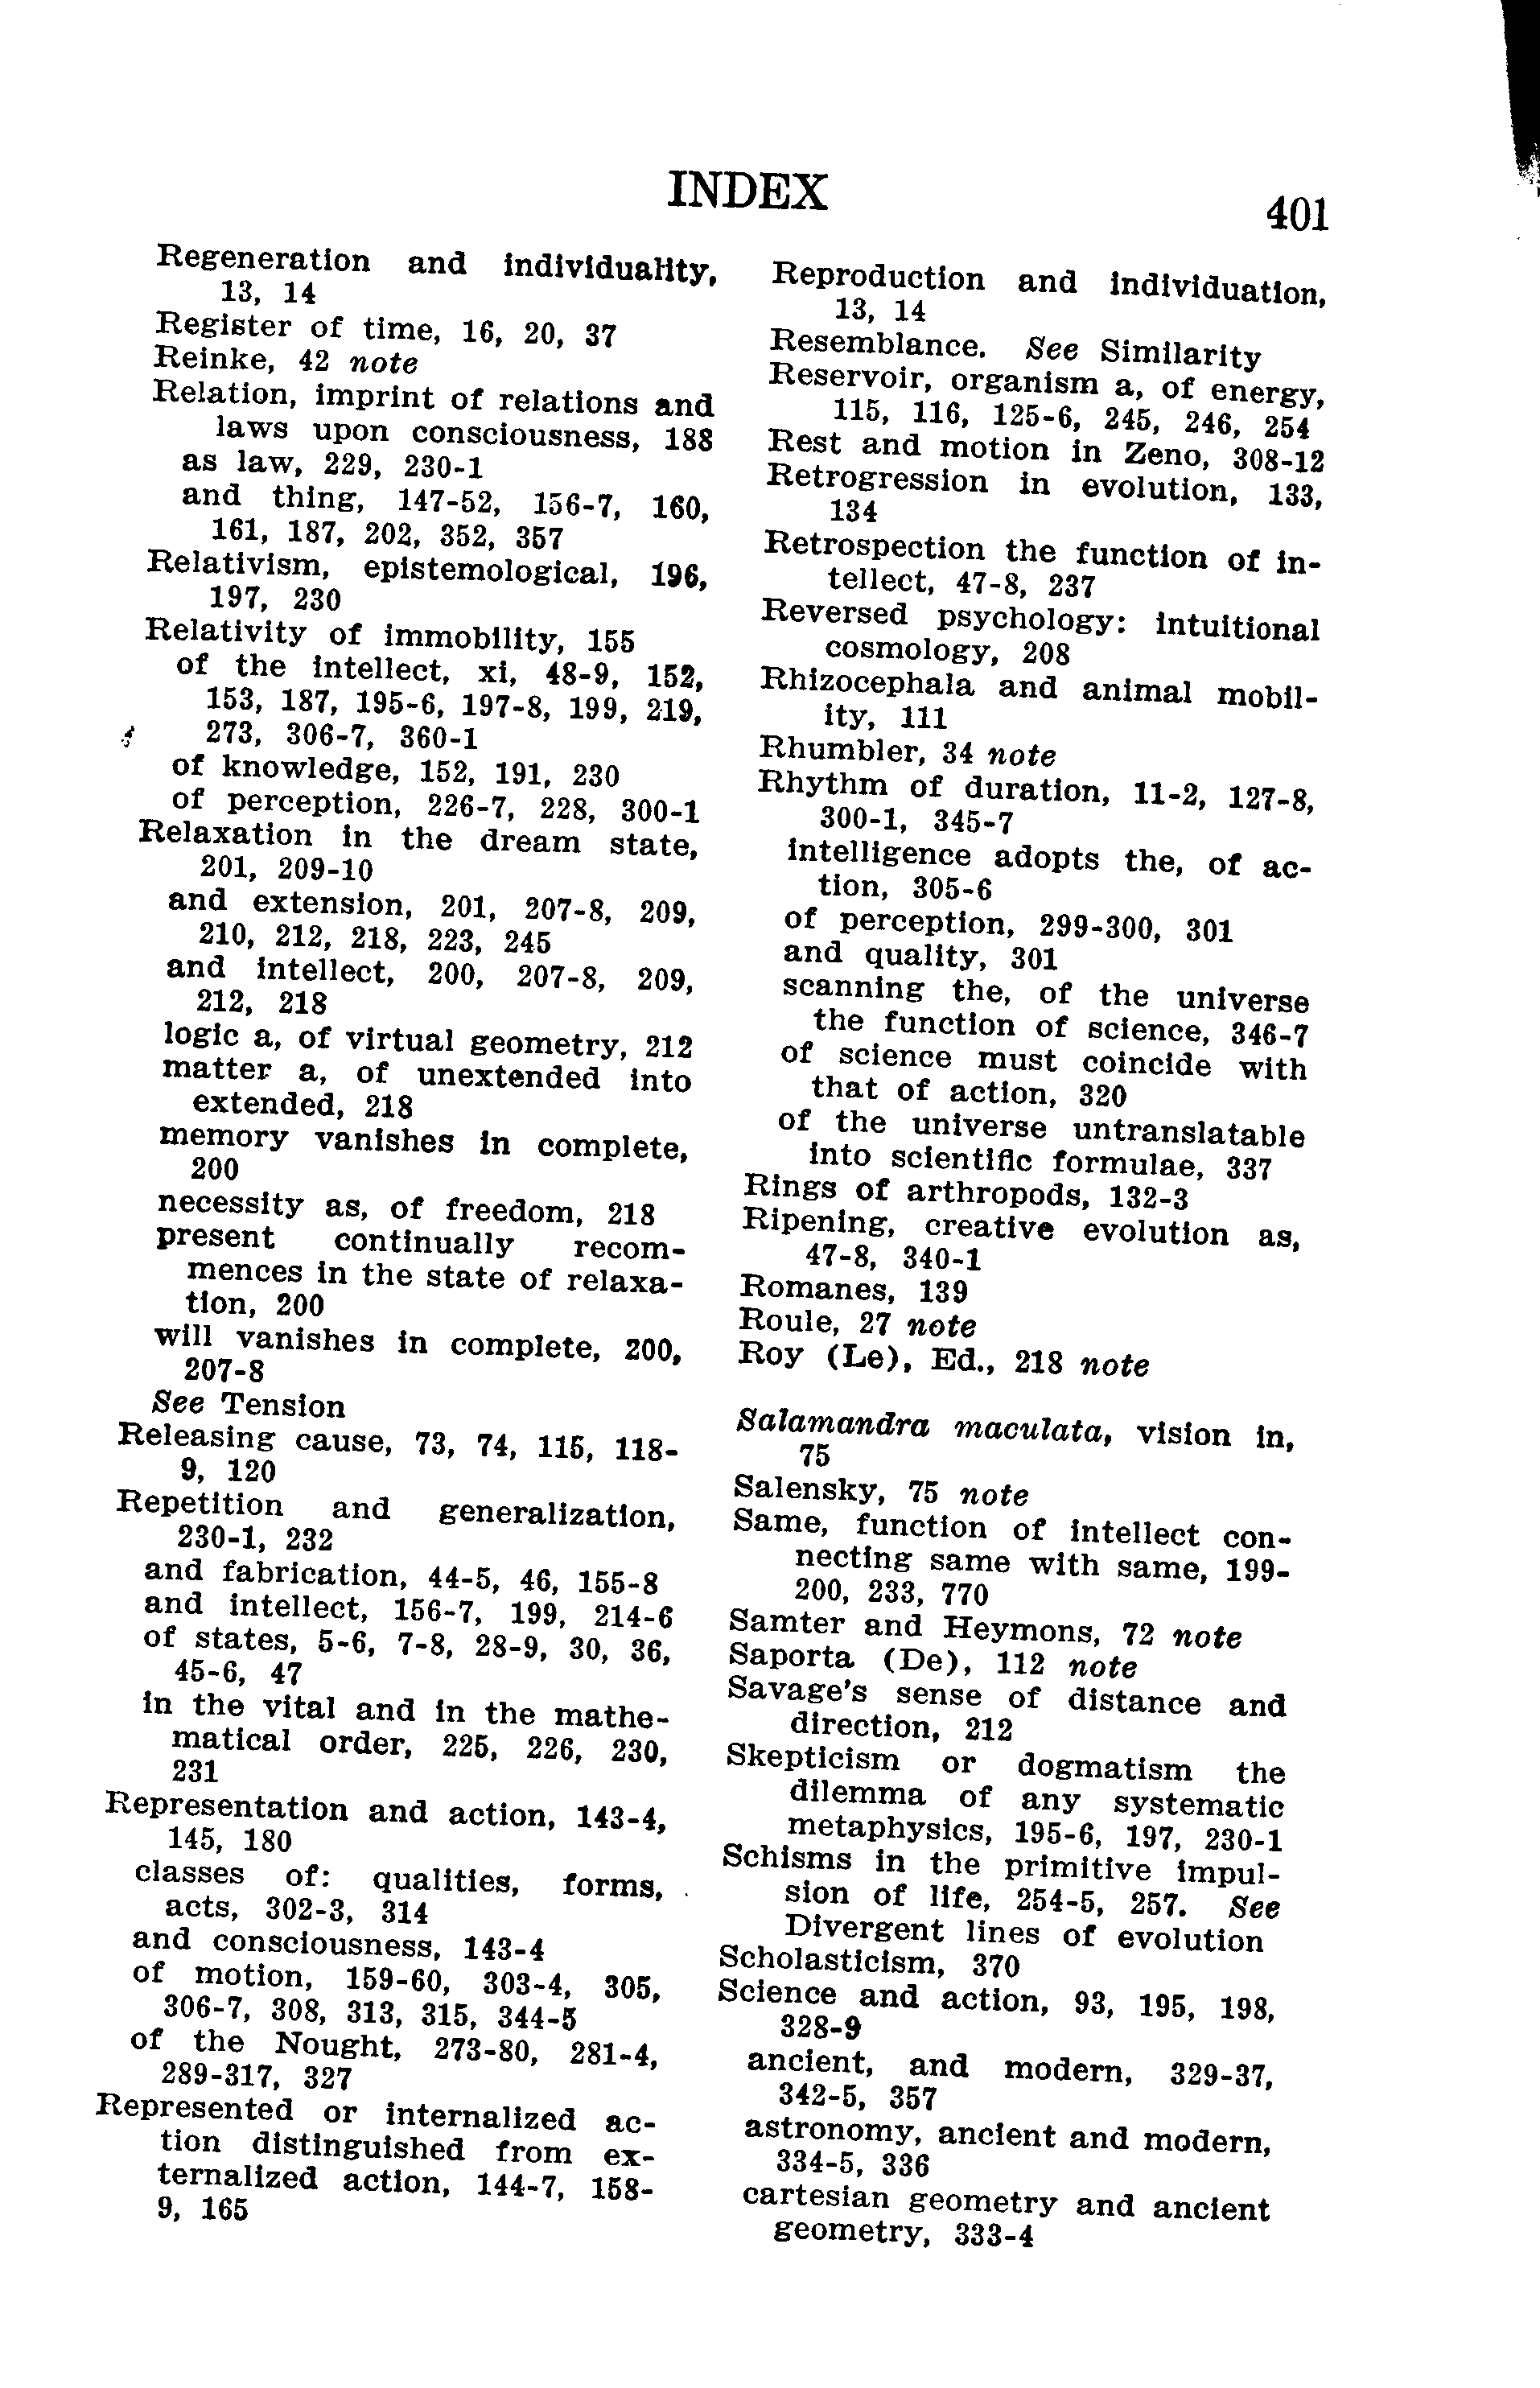 INDEX
401
Regeneration and individuality,
13, 14
Register of time, 16, 20, 37
Reinke, 42 note
Relation, imprint of relations and
laws upon consciousness, 188
as law, 229, 230-1
and thing, 147-52, 156-7, 160,
161, 187, 202, 352, 357
Relativism, epistemological, 196,
197, 230
Relativity of immobility, 155
of the intellect, xi, 48-9, 152,
153, 187, 195-6, 197-8, 199, 219,
273, 306-7, 360-1
of knowledge, 152, 191, 230
of perception, 226-7, 228, 300-1
Relaxation in the dream state,
201, 209-10
and extension, 201, 207-8, 209,
210, 212, 218, 223, 245
and intellect, 200, 207-8, 209,
212, 218
logic a, of virtual geometry, 212
matter a, of unextended into
extended, 218
memory vanishes in complete,
200
necessity as, of freedom, 218
present continually recom-
mences in the state of relaxa-
tion, 200
will vanishes in complete, 200,
207-8
See Tension
Releasing cause, 73, 74, 115, 118-
9, 120
Repetition and generalization,
230-1, 232
and fabrication, 44-5, 46, 155-8
and intellect, 156-7, 199, 214-6
of states, 5-6, 7-8, 28-9, 30, 36,
45-6, 47
in the vital and in the mathe-
matical order, 225, 226, 230,
231
Representation and action, 143-4,
145, 180
classes of: qualities, forms,
acts, 302-3, 314
and consciousness, 143-4
of motion, 159-60, 303-4, 305,
306-7, 308, 313, 315, 344-5
of the Nought, 273-80, 281-4,
289-317, 327
Represented or internalized ac-
tion distinguished from ex-
ternalized action, 144-7, 158-
9, 165
Reproduction and individuation,
13, 14
Resemblance. See Similarity
Reservoir, organism a, of energy,
115, 116, 125-6, 245, 246, 254
Rest and motion in Zeno, 308-12
Retrogression in evolution, 133,
134
Retrospection the function of in-
tellect, 47-8, 237
Reversed psychology: intuitional
cosmology, 208
Rhizocephala and animal mobil-
ity, 111
Rhumbler, 34 note
Rhythm of duration, 11-2, 127-8,
300-1, 345-7
intelligence adopts the, of ac-
tion, 305-6
of perception, 299-300, 301
and quality, 301
scanning the, of the universe
the function of science, 346-7
of science must coincide with
that of action, 320
of the universe untranslatable
into scientific formulae, 337
Rings of arthropods, 132-3
Ripening, creative evolution as,
47-8, 340-1
Romanes, 139
Roule, 27 note
Roy (Le), Ed., 218 note
Salamandra maculata, vision in,
75
Salensky, 75 note
Same, function of intellect con-
necting same with same, 199-
200, 233, 770
Samter and Heymons, 72 note
Saporta (De), 112 note
Savage's sense of distance and
direction, 212
Skepticism or dogmatism the
dilemma of any systematic
metaphysics, 195-6, 197, 230-1
Schisms in the primitive impul-
sion of life, 254-5, 257. See
Divergent lines of evolution
Scholasticism, 370
Science and action, 93, 195, 198,
328-9
ancient, and modern, 329-37,
342-5, 357
astronomy, ancient and modern,
334-5, 336
cartesian geometry and ancient
geometry, 333-4